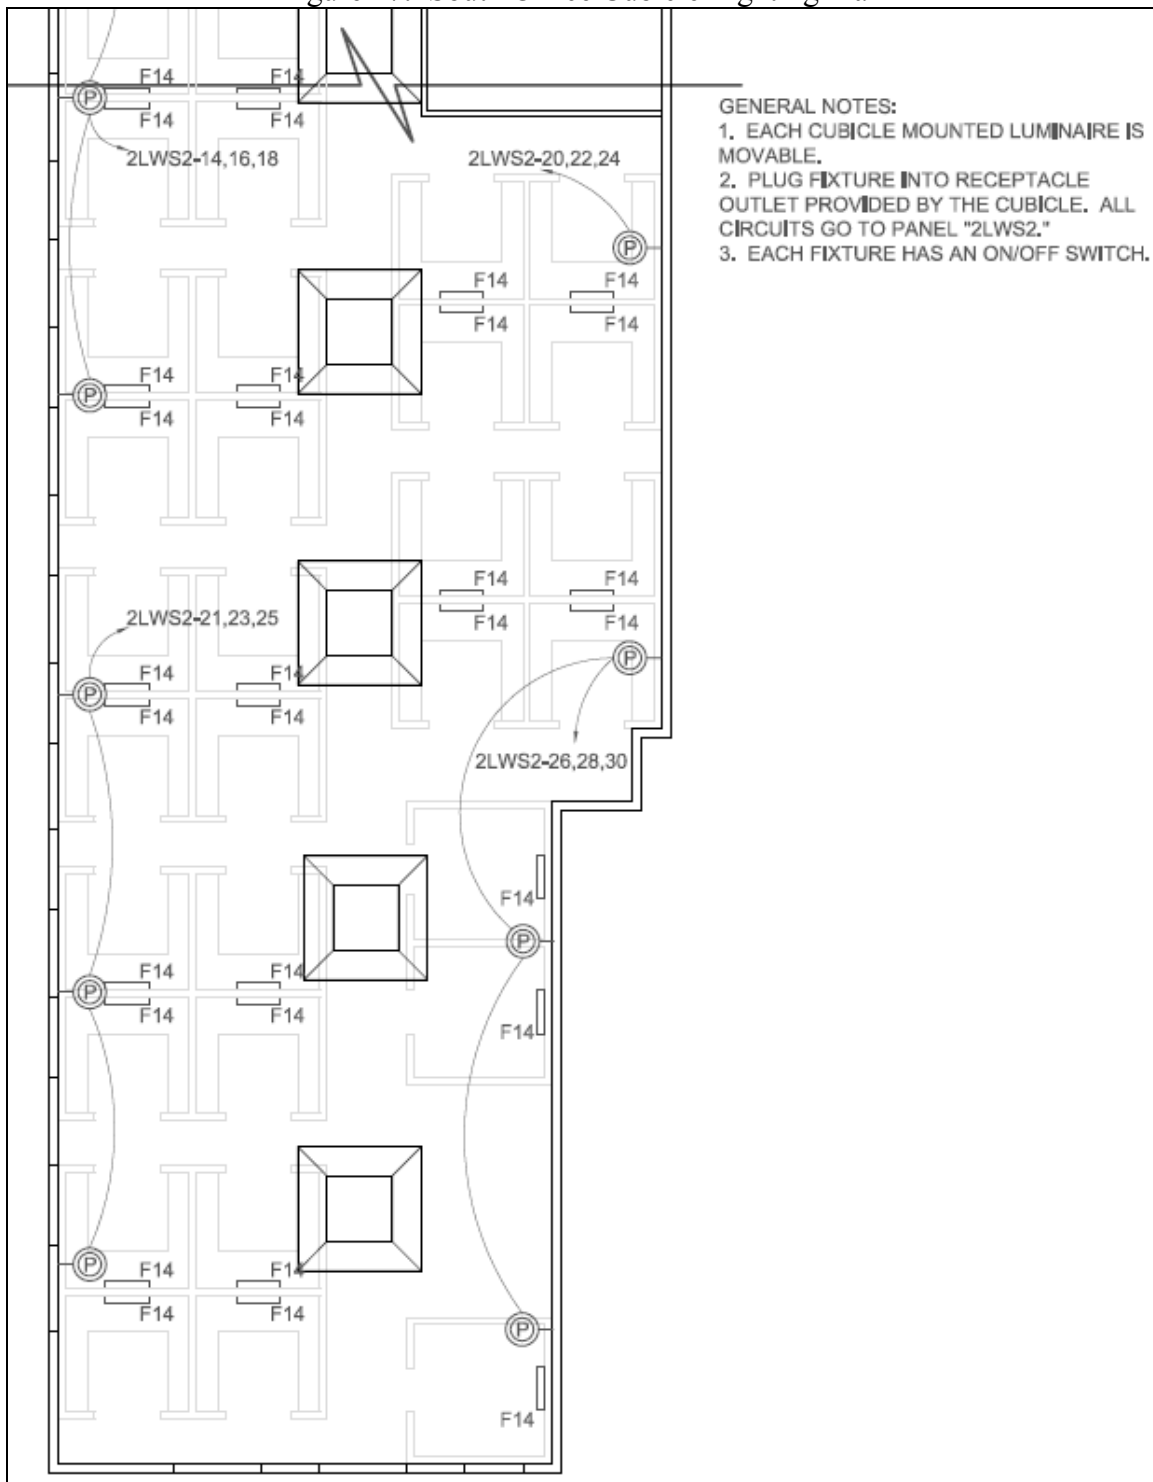 F14 F14
GENERAL NOTES:
P
1. EACH CUBICLE MOUNTED LUMINAIRE IS
F14 F14
MOVABLE.
2LWS2-14,16,18
2LWS2-20,22,24
2. PLUG FIXTURE INTO RECEPTACLE
OUTLET PROVIDED BY THE CUBICLE. ALL
CIRCUITS GO TO PANEL "2LWS2."
3. EACH FIXTURE HAS AN ON/OFF SWITCH.
P
F14 F14
F14 F14
F14 F14
P
F14 F14
F14 F14
F14 F14
2LWS2-21,23,25
P
F14 F14
P
F14 F14
2LWS2-26,28,30
F14
P
F14 F14
P
F14 F14
F14
P
F14 F14
F14 F14
P
F14